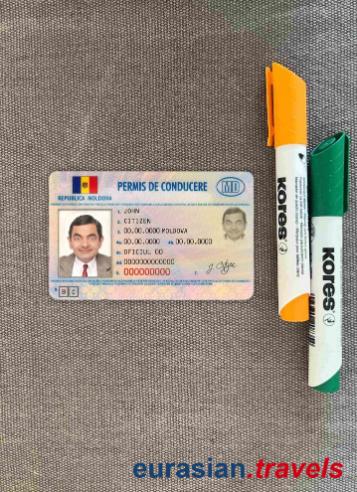 PERMIS DE CONDUCERE
MD
REPUBLICA MOLDOVA
1. JOHN
2. CITIZEN
3. 00.00.0000 MOLDOVA
4a. 00.00.0000 4b. 00.00.0000
4c. OFICIUL 00
4d. 0000000000000
5. 000000000
7.
9. B C
Kores
Kores
eurasian.travels